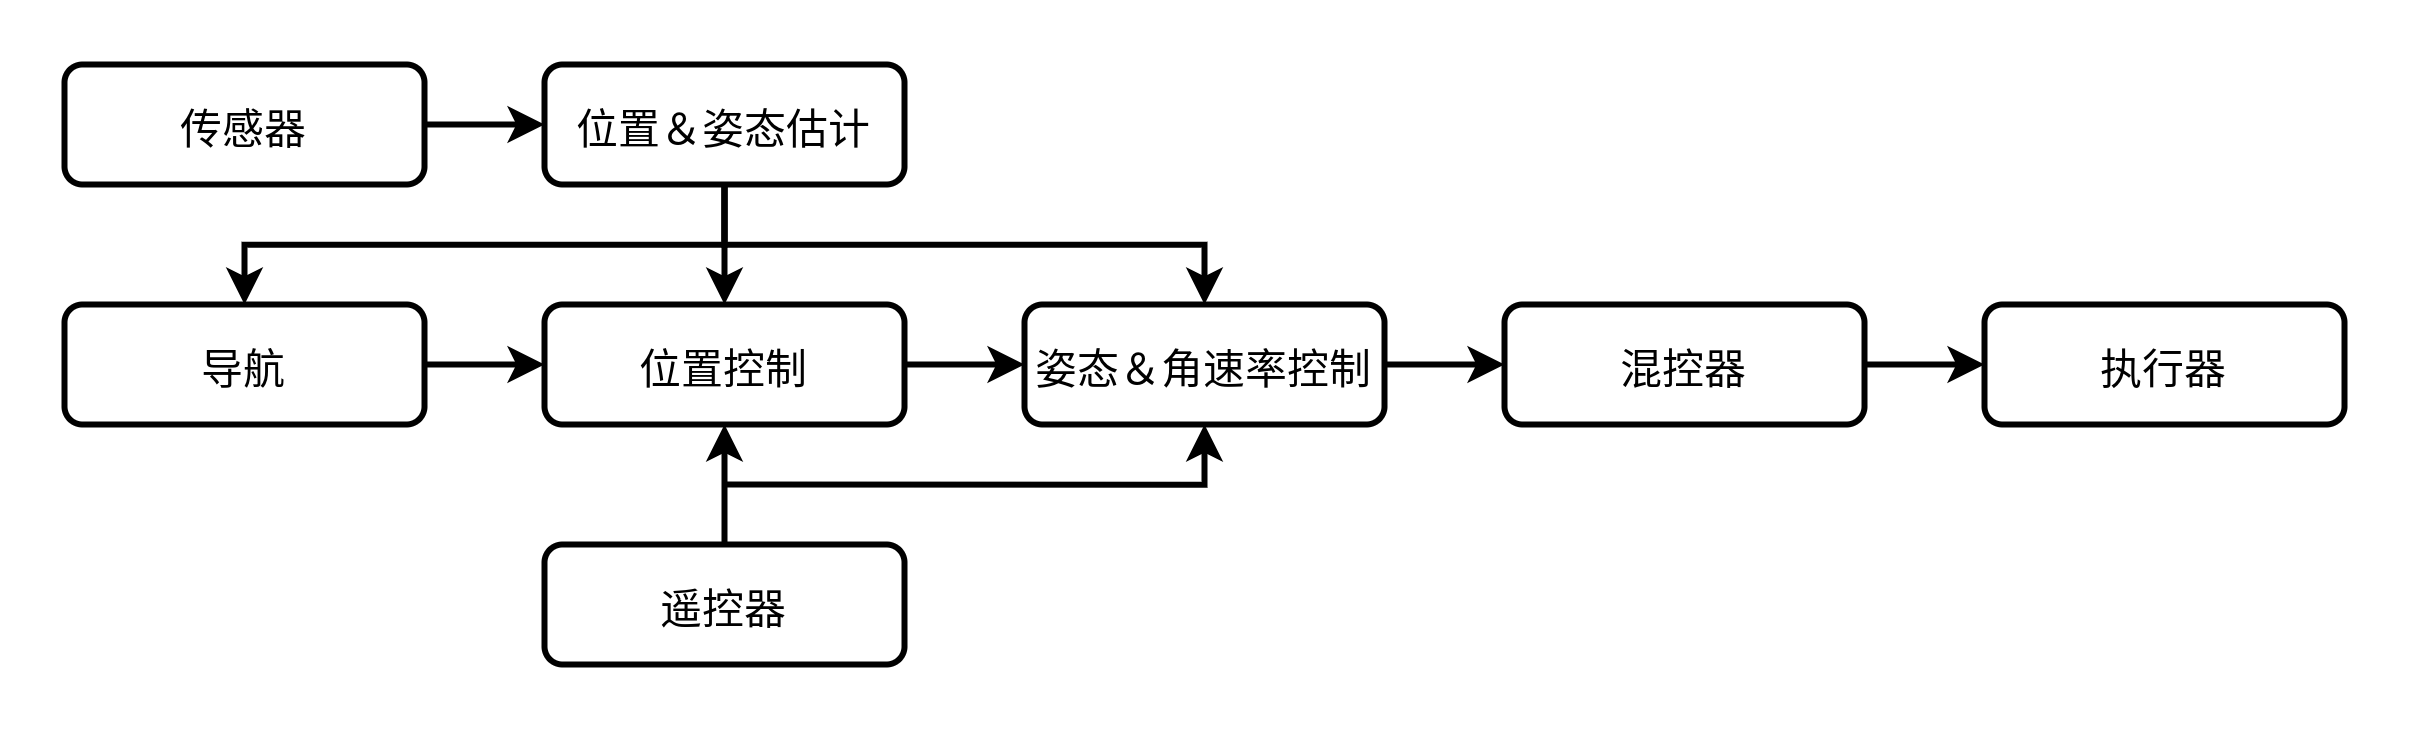 传感器
位置＆姿态估计
导航
位置控制
姿态＆角速率控制
混控器
执行器
遥控器